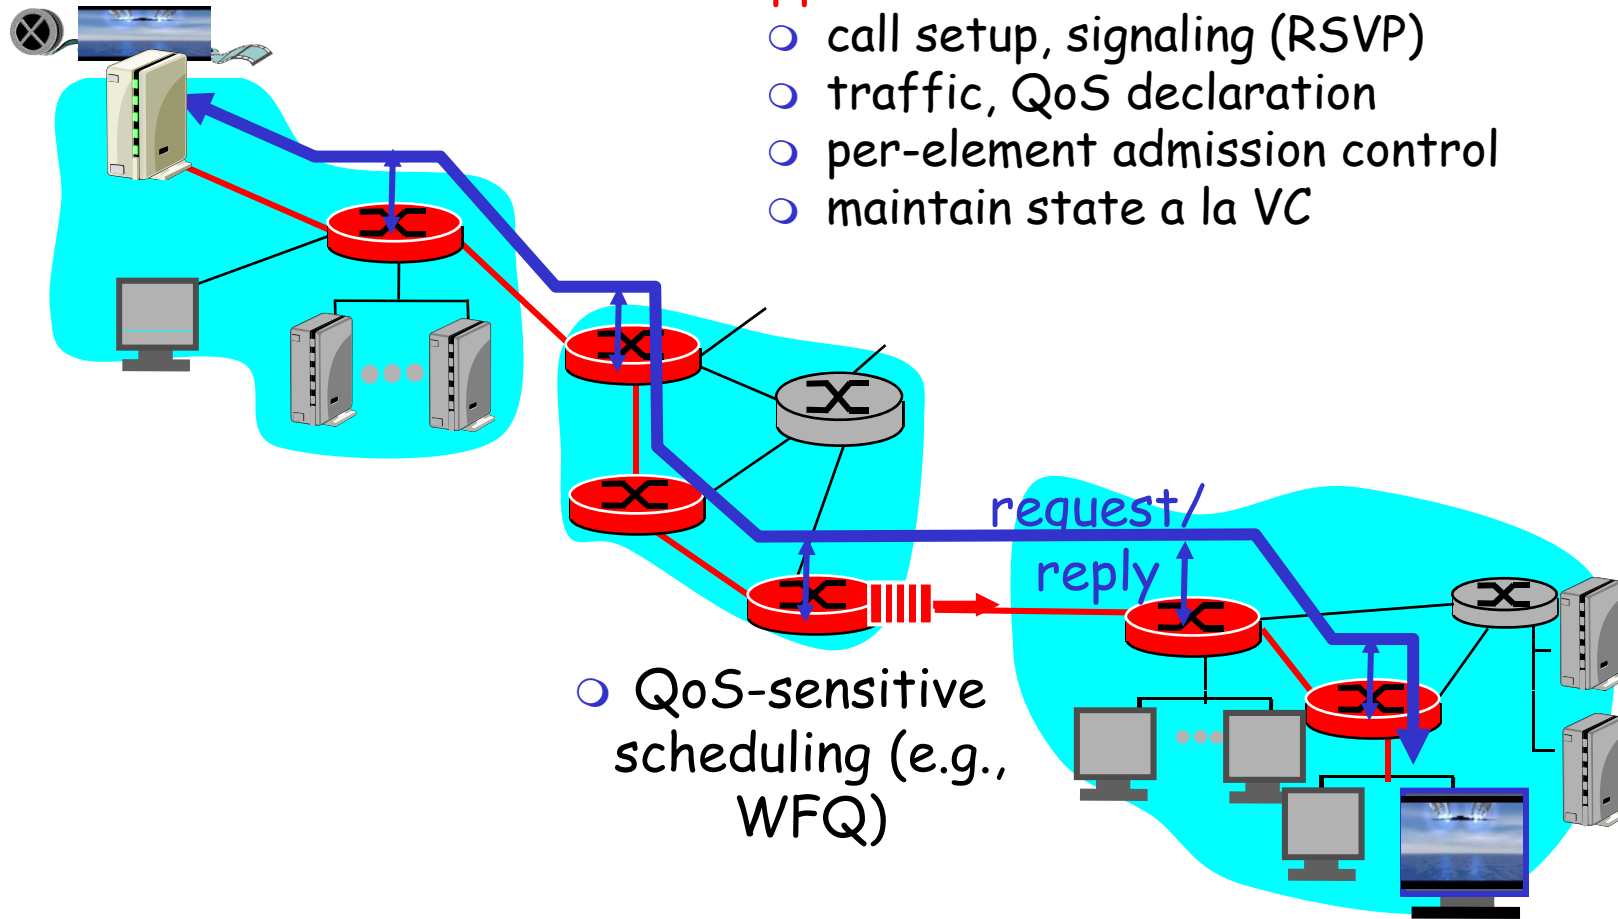 call setup, signaling (RSVP)
traffic, QoS declaration
per-element admission control
maintain state a la VC
request/
reply
QoS-sensitive
scheduling (e.g.,
WFQ)